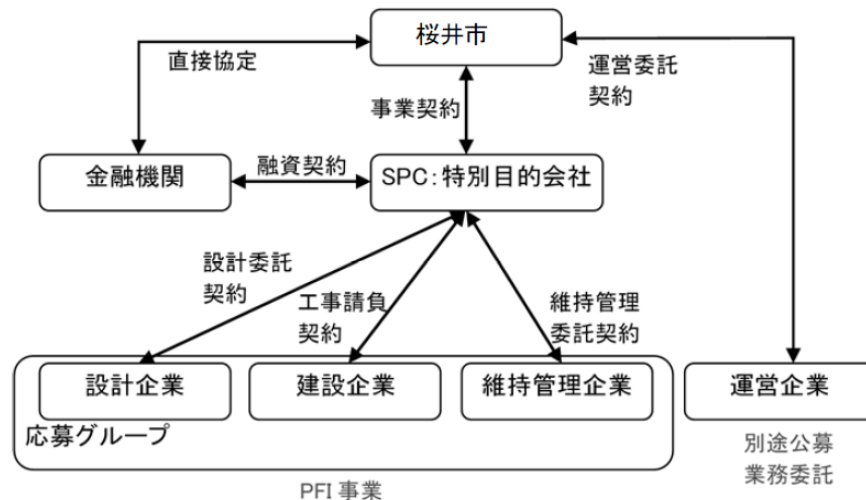 桜井市
直接協定
運営委託
契約
事業契約
金融機関
融資契約
SPC:特別目的会社
設計委託
契約
工事請負
契約
維持管理
委託契約
設計企業
建設企業
維持管理企業
運営企業
応募グループ
別途公募
業務委託
PFI 事業